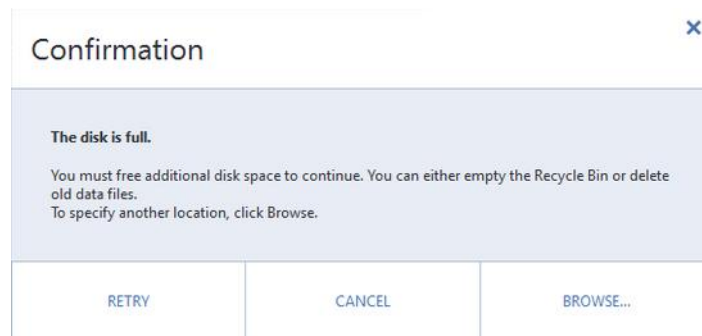 Confirmation
The disk is full.
You must free additional disk space to continue. You can either empty the Recycle Bin or delete
old data files.
To specify another location, click Browse.
RETRY
CANCEL
BROWSE...